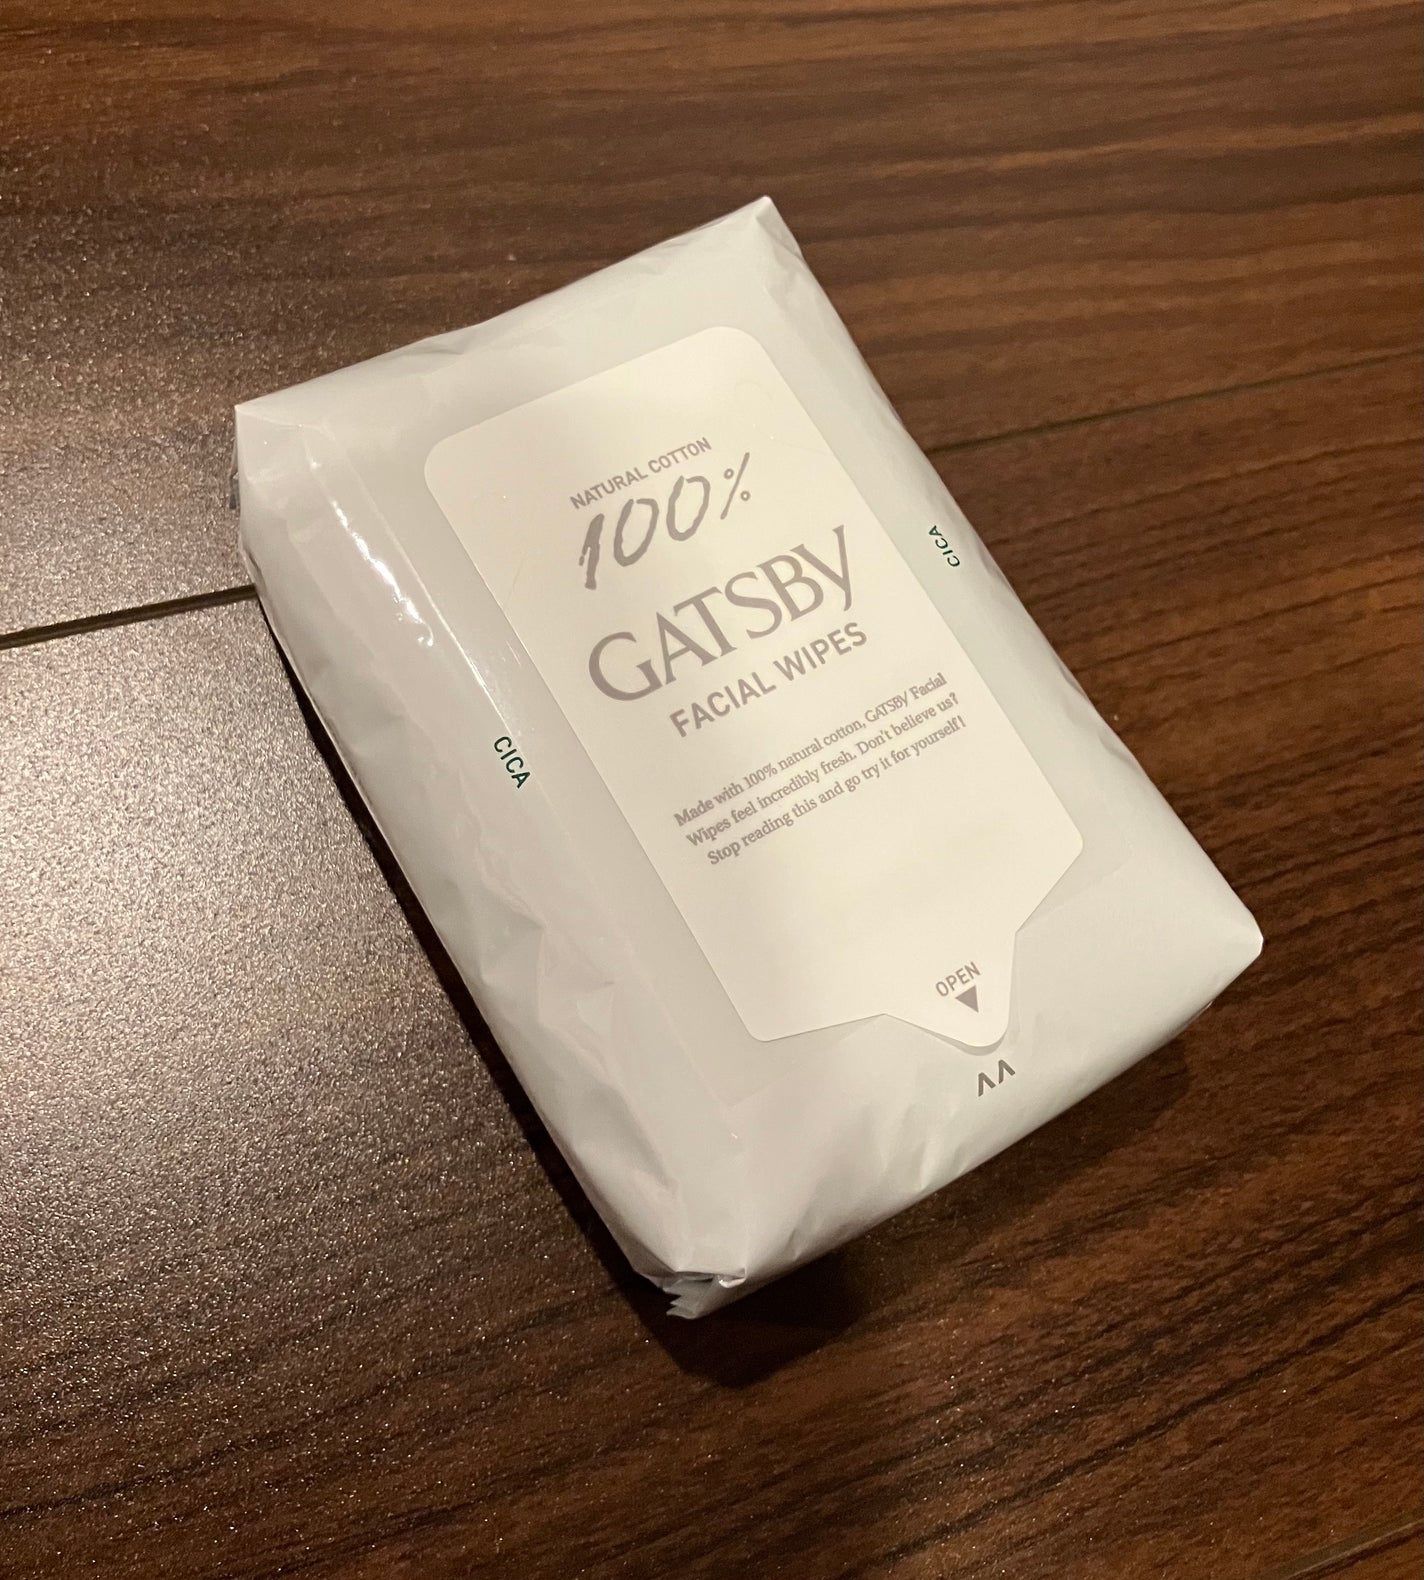 NATURAL COTTON
100%
GATSBY
FACIAL WIPES
Made with 100% natural cotton, GATSBY Facial
Wipes feel incredibly fresh. Don't believe us?
Stop reading this and go try it for yourself!
OPEN
CICA
CICA